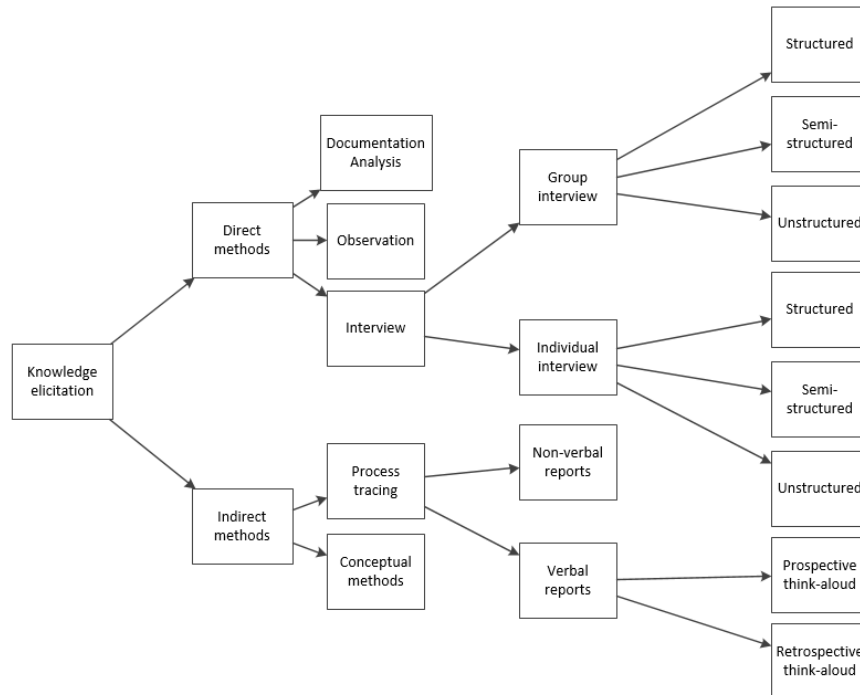 Structured
Semi-
structured
Unstructured
Documentation
Analysis
Group
interview
Direct
methods
Observation
Interview
Structured
Individual
interview
Semi-
structured
Unstructured
Knowledge
elicitation
Process
tracing
Non-verbal
reports
Indirect
methods
Conceptual
methods
Verbal
reports
Prospective
think-aloud
Retrospective
think-aloud